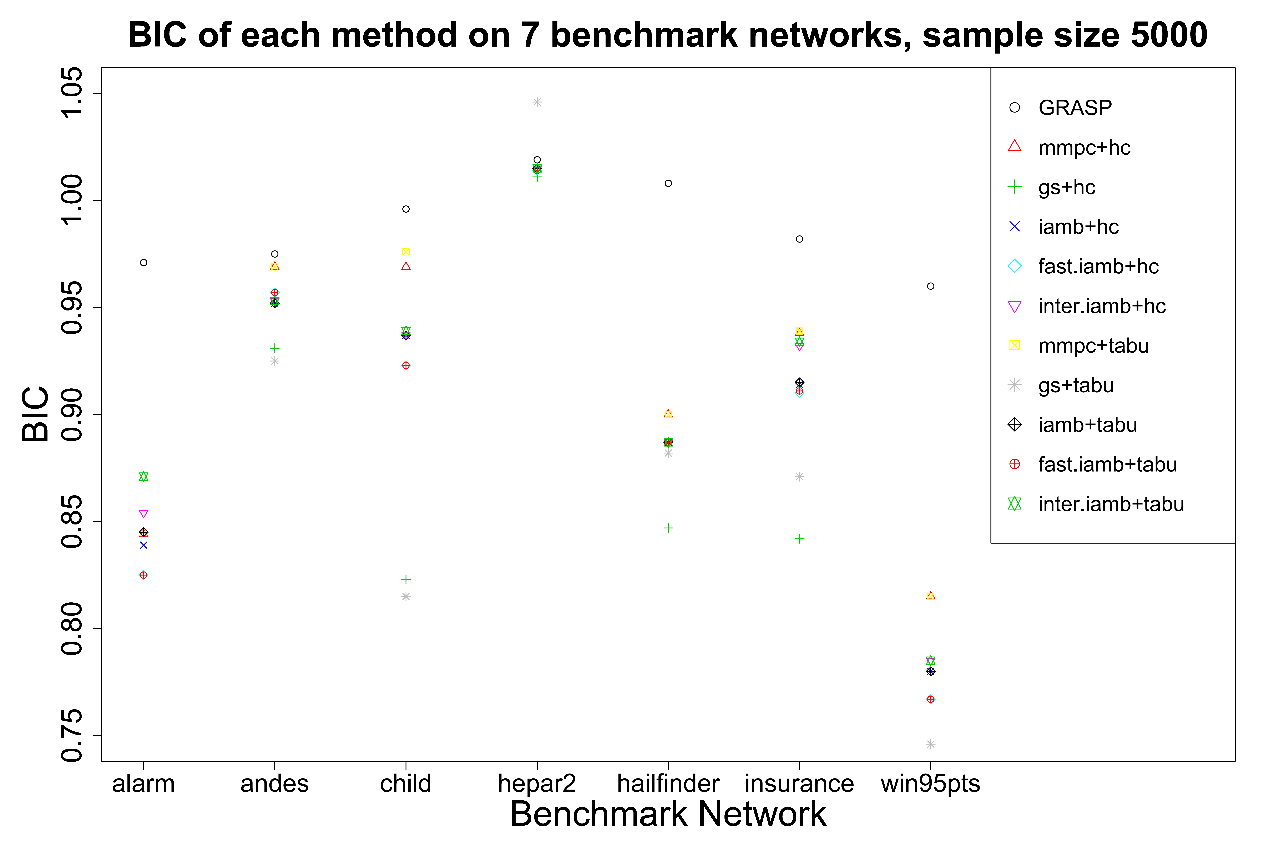 BIC of each method on 7 benchmark networks, sample size 5000
1.05
1.00
0.95
0.90
0.85
0.80
0.75
BIC
GRASP
mmpc+hc
gs+hc
iamb+hc
fast.iamb+hc
inter.iamb+hc
mmpc+tabu
gs+tabu
iamb+tabu
fast.iamb+tabu
inter.iamb+tabu
alarm andes child hepar2 hailfinder insurance win95pts
Benchmark Network